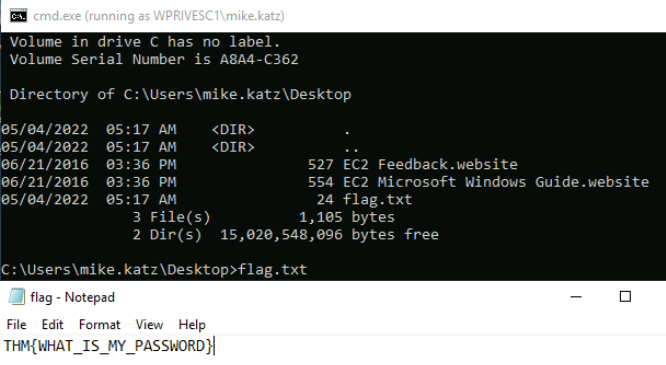 cmd.exe (running as WPRIVESC1\mike.katz)
Volume in drive C has no label.
Volume Serial Number is A8A4-C362
Directory of C:\Users\mike.katz\Desktop
05/04/2022  05:17 AM    <DIR>          .
05/04/2022  05:17 AM    <DIR>          ..
06/21/2016  03:36 PM               527 EC2 Feedback.website
06/21/2016  03:36 PM               554 EC2 Microsoft Windows Guide.website
05/04/2022  05:17 AM                24 flag.txt
3 File(s)          1,105 bytes
2 Dir(s)  15,020,548,096 bytes free
C:\Users\mike.katz\Desktop>flag.txt
flag - Notepad
File Edit Format View Help
THM{WHAT_IS_MY_PASSWORD}